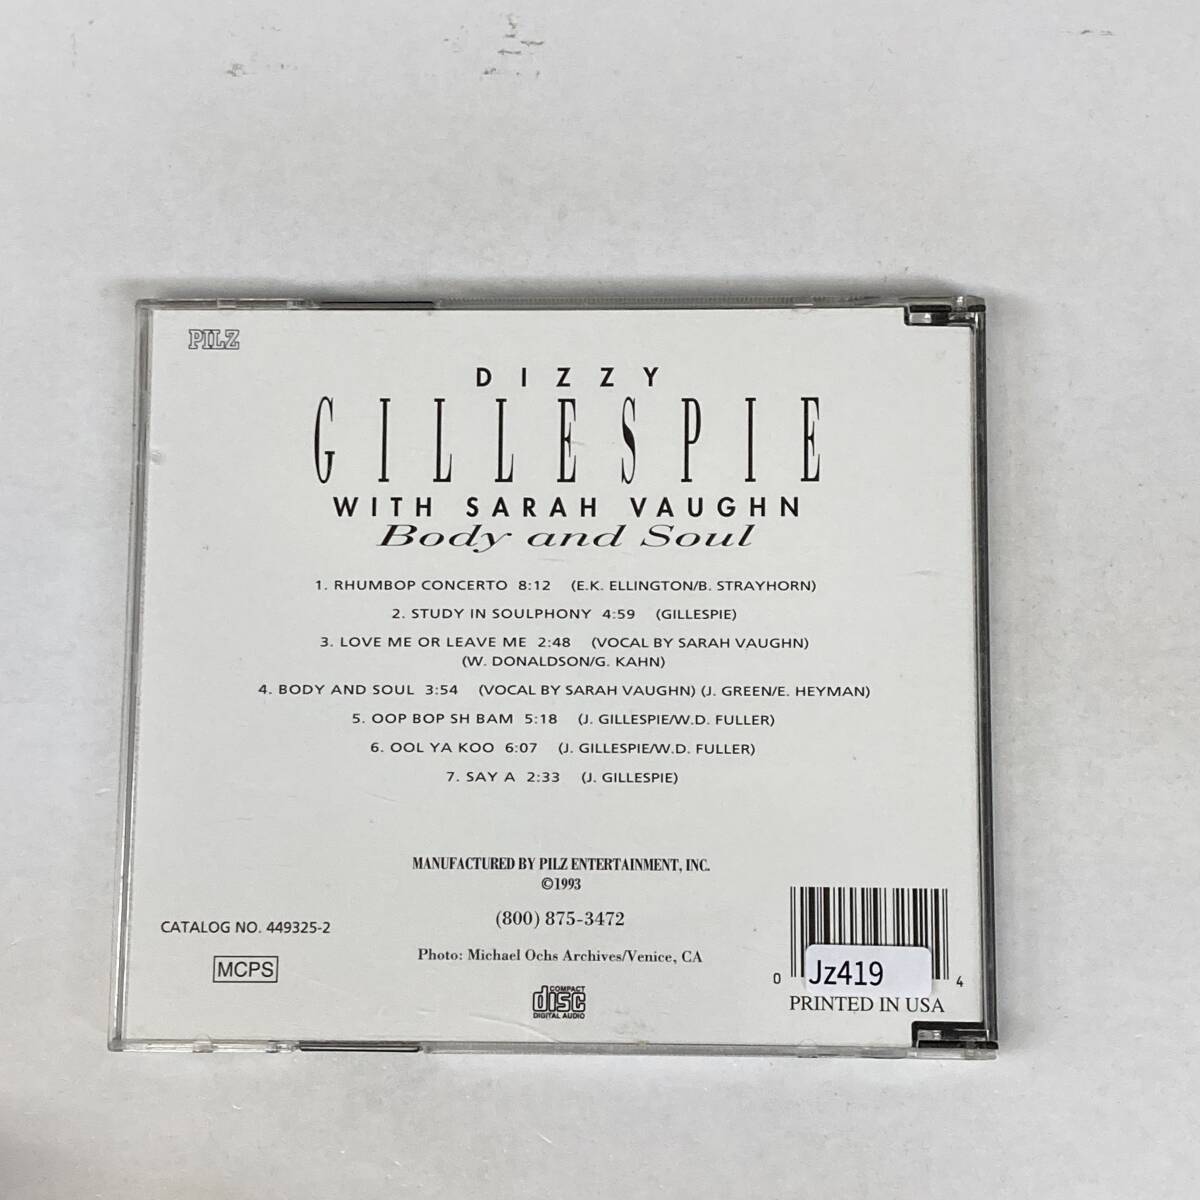 PILZ
DIZZY
GILLESPIE
WITH SARAH VAUGHN
Body and Soul
1. RHUMBOP CONCERTO 8:12 (E.K. ELLINGTON/B. STRAYHORN)
2. STUDY IN SOULPHONY 4:59 (GILLESPIE)
3. LOVE ME OR LEAVE ME 2:48 (VOCAL BY SARAH VAUGHN)
(W. DONALDSON/G. KAHN)
4. BODY AND SOUL 3:54 (VOCAL BY SARAH VAUGHN) (J. GREEN/E. HEYMAN)
5. OOP BOP SH BAM 5:18 (J. GILLESPIE/W.D. FULLER)
6. OOL YA KOO 6:07 (J. GILLESPIE/W.D. FULLER)
7. SAY A 2:33 (J. GILLESPIE)
MANUFACTURED BY PILZ ENTERTAINMENT, INC.
©1993
(800) 875-3472
CATALOG NO. 449325-2
Photo: Michael Ochs Archives/Venice, CA
MCPS
COMPACT
disc
DIGITAL AUDIO
0 Jz419 4
PRINTED IN USA